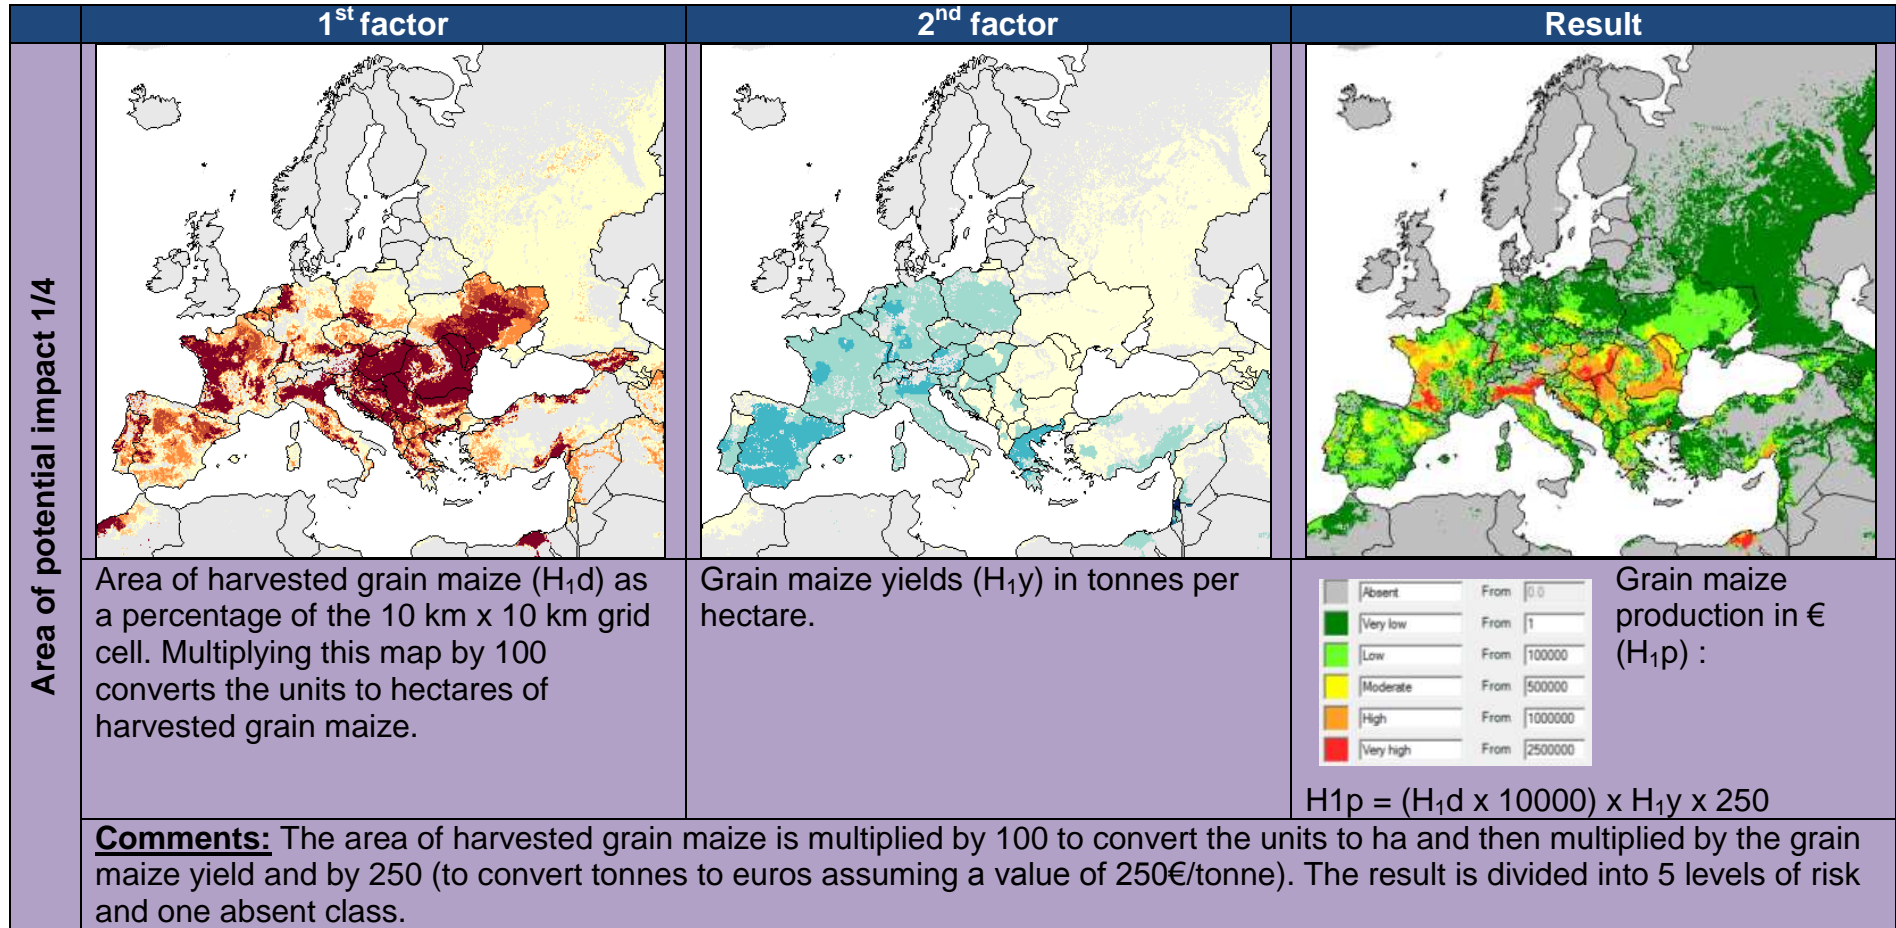 1st factor
2nd factor
Result
Area of potential impact 1/4
Area of harvested grain maize (H1d) as
a percentage of the 10 km x 10 km grid
cell. Multiplying this map by 100
converts the units to hectares of
harvested grain maize.
Grain maize yields (H1y) in tonnes per
hectare.
Absent From 0.0
Very low From 1
Low From 100000
Moderate From 500000
High From 1000000
Very high From 2500000
Grain maize
production in €
(H1p) :
H1p = (H1d x 10000) x H1y x 250
Comments: The area of harvested grain maize is multiplied by 100 to convert the units to ha and then multiplied by the grain
maize yield and by 250 (to convert tonnes to euros assuming a value of 250€/tonne). The result is divided into 5 levels of risk
and one absent class.